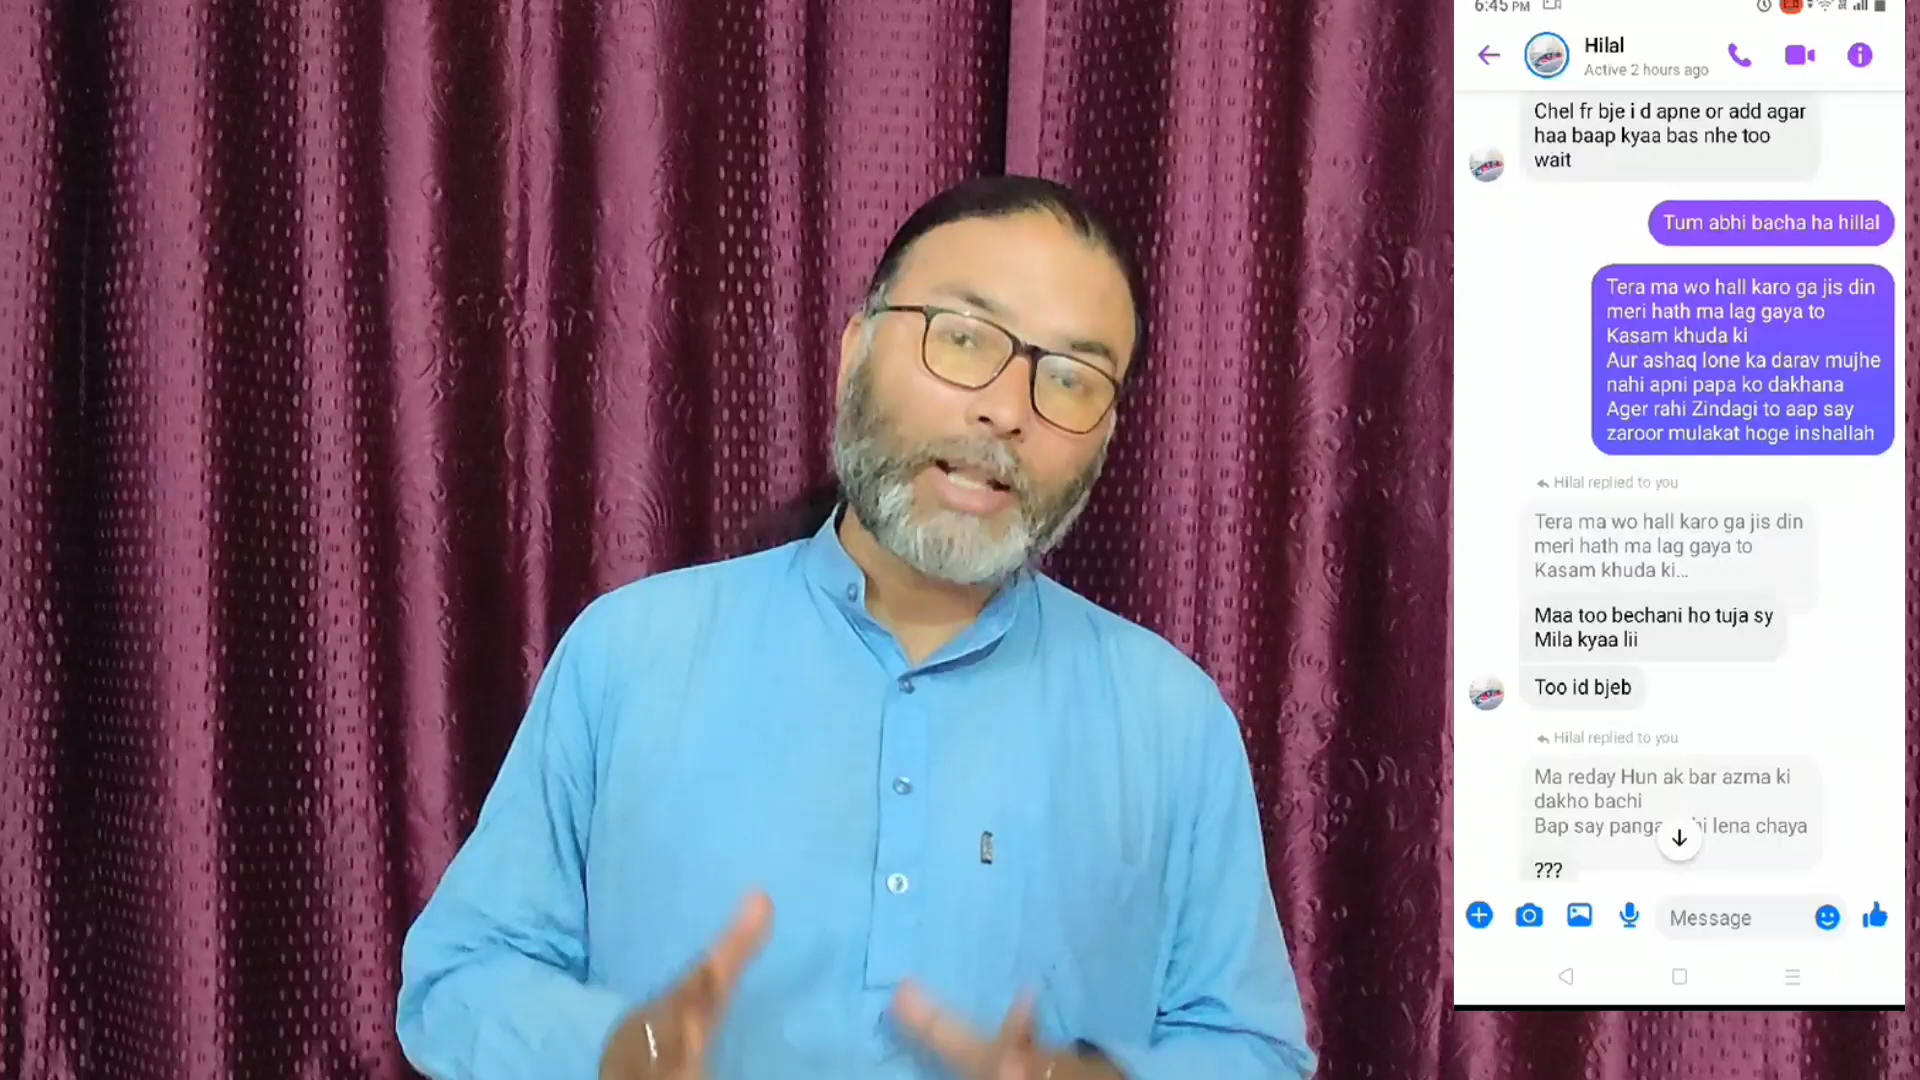 6:45 PM
Hilal
Active 2 hours ago
Chel fr bje i d apne or add agar
haa baap kyaa bas nhe too
wait
Tum abhi bacha ha hillal
Tera ma wo hall karo ga jis din
meri hath ma lag gaya to
Kasam khuda ki
Aur ashaq lone ka darav mujhe
nahi apni papa ko dakhana
Ager rahi Zindagi to aap say
zaroor mulakat hoge inshallah
Hilal replied to you
Tera ma wo hall karo ga jis din
meri hath ma lag gaya to
Kasam khuda ki...
Maa too bechani ho tuja sy
Mila kyaa lii
Too id bjeb
Hilal replied to you
Ma reday Hun ak bar azma ki
dakho bachi
Bap say panga lena chaya
???
Message